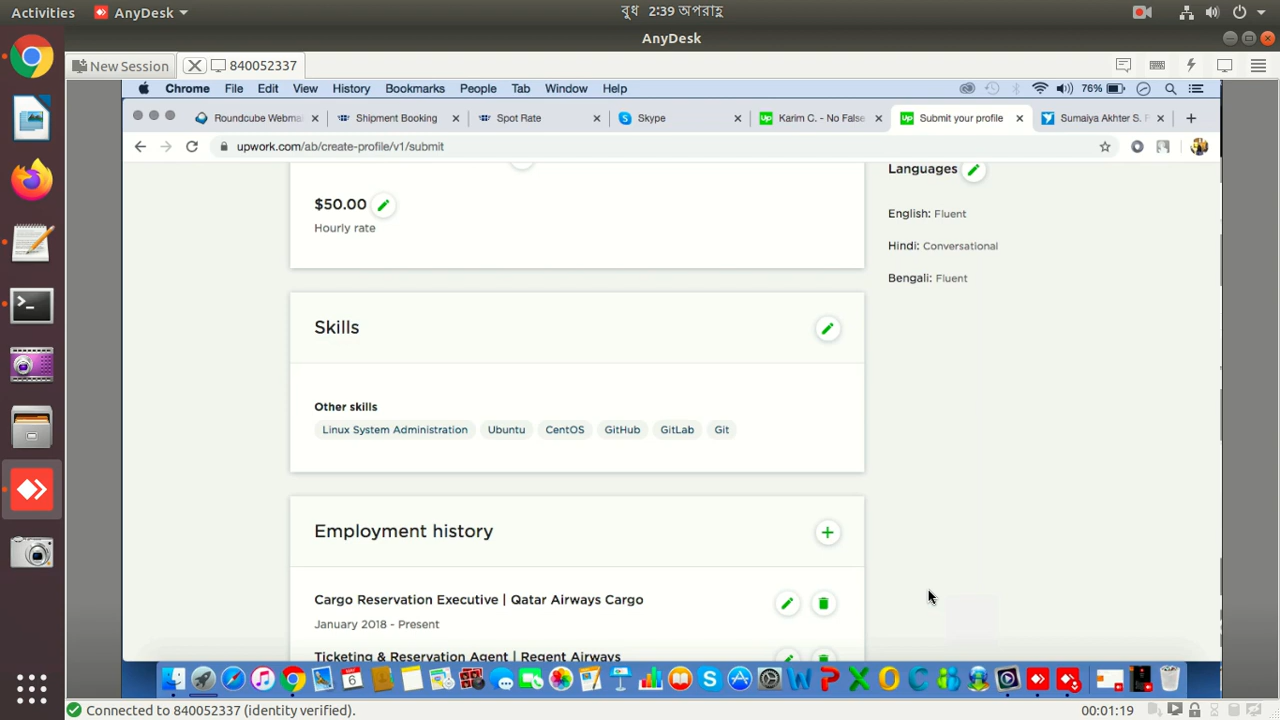 Activities
AnyDesk
বুধ 2:39 অপরাহ্ণ
AnyDesk
New Session
840052337
Chrome File Edit View History Bookmarks People Tab Window Help
76%
Roundcube Webma
Shipment Booking
Spot Rate
Skype
Karim C. - No False
Submit your profile
Sumaiya Akhter S. F
upwork.com/ab/create-profile/v1/submit
$50.00
Hourly rate
Languages
English: Fluent
Hindi: Conversational
Bengali: Fluent
Skills
Other skills
Linux System Administration Ubuntu CentOS GitHub GitLab Git
Employment history
Cargo Reservation Executive | Qatar Airways Cargo
January 2018 - Present
Ticketing & Reservation Agent | Regent Airways
6
Connected to 840052337 (identity verified).
00:01:19